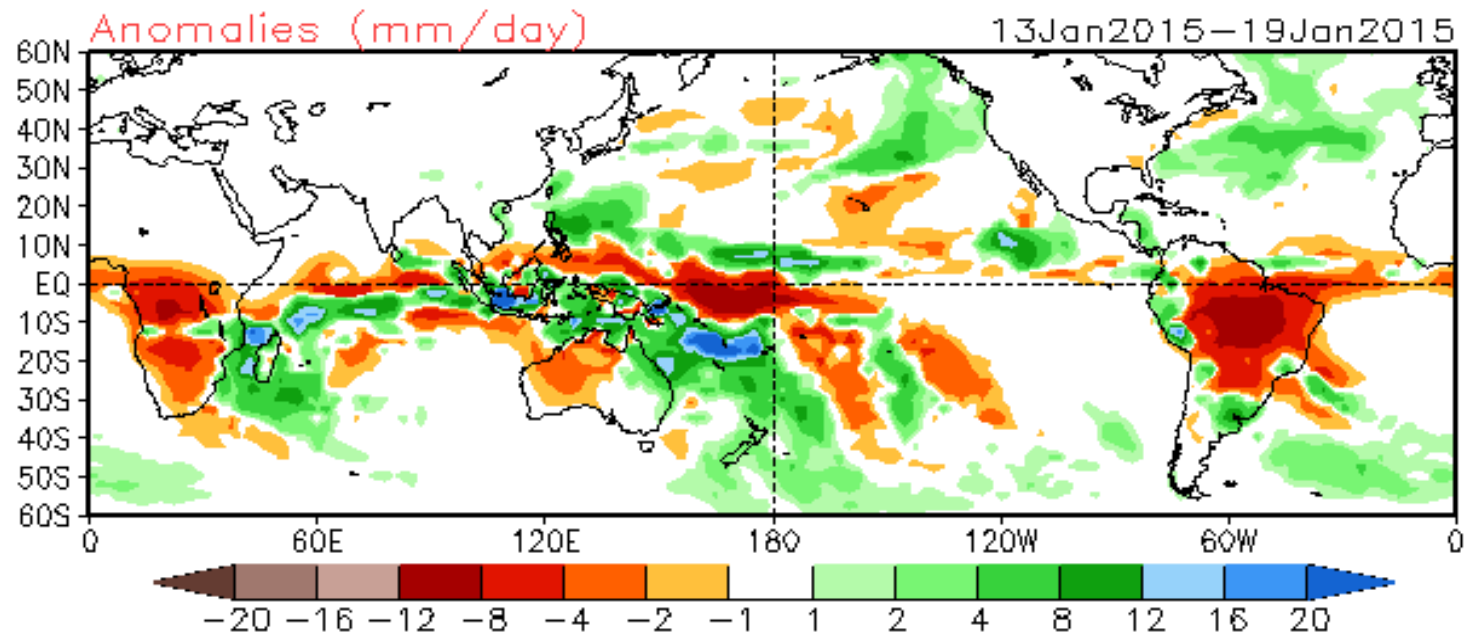 Anomalies (mm/day) 13Jan2015−19Jan2015
60N
50N
40N
30N
20N
10N
EQ
10S
20S
30S
40S
50S
60S
0 60E 120E 180 120W 60W 0
−20 −16 −12 −8 −4 −2 −1 1 2 4 8 12 16 20